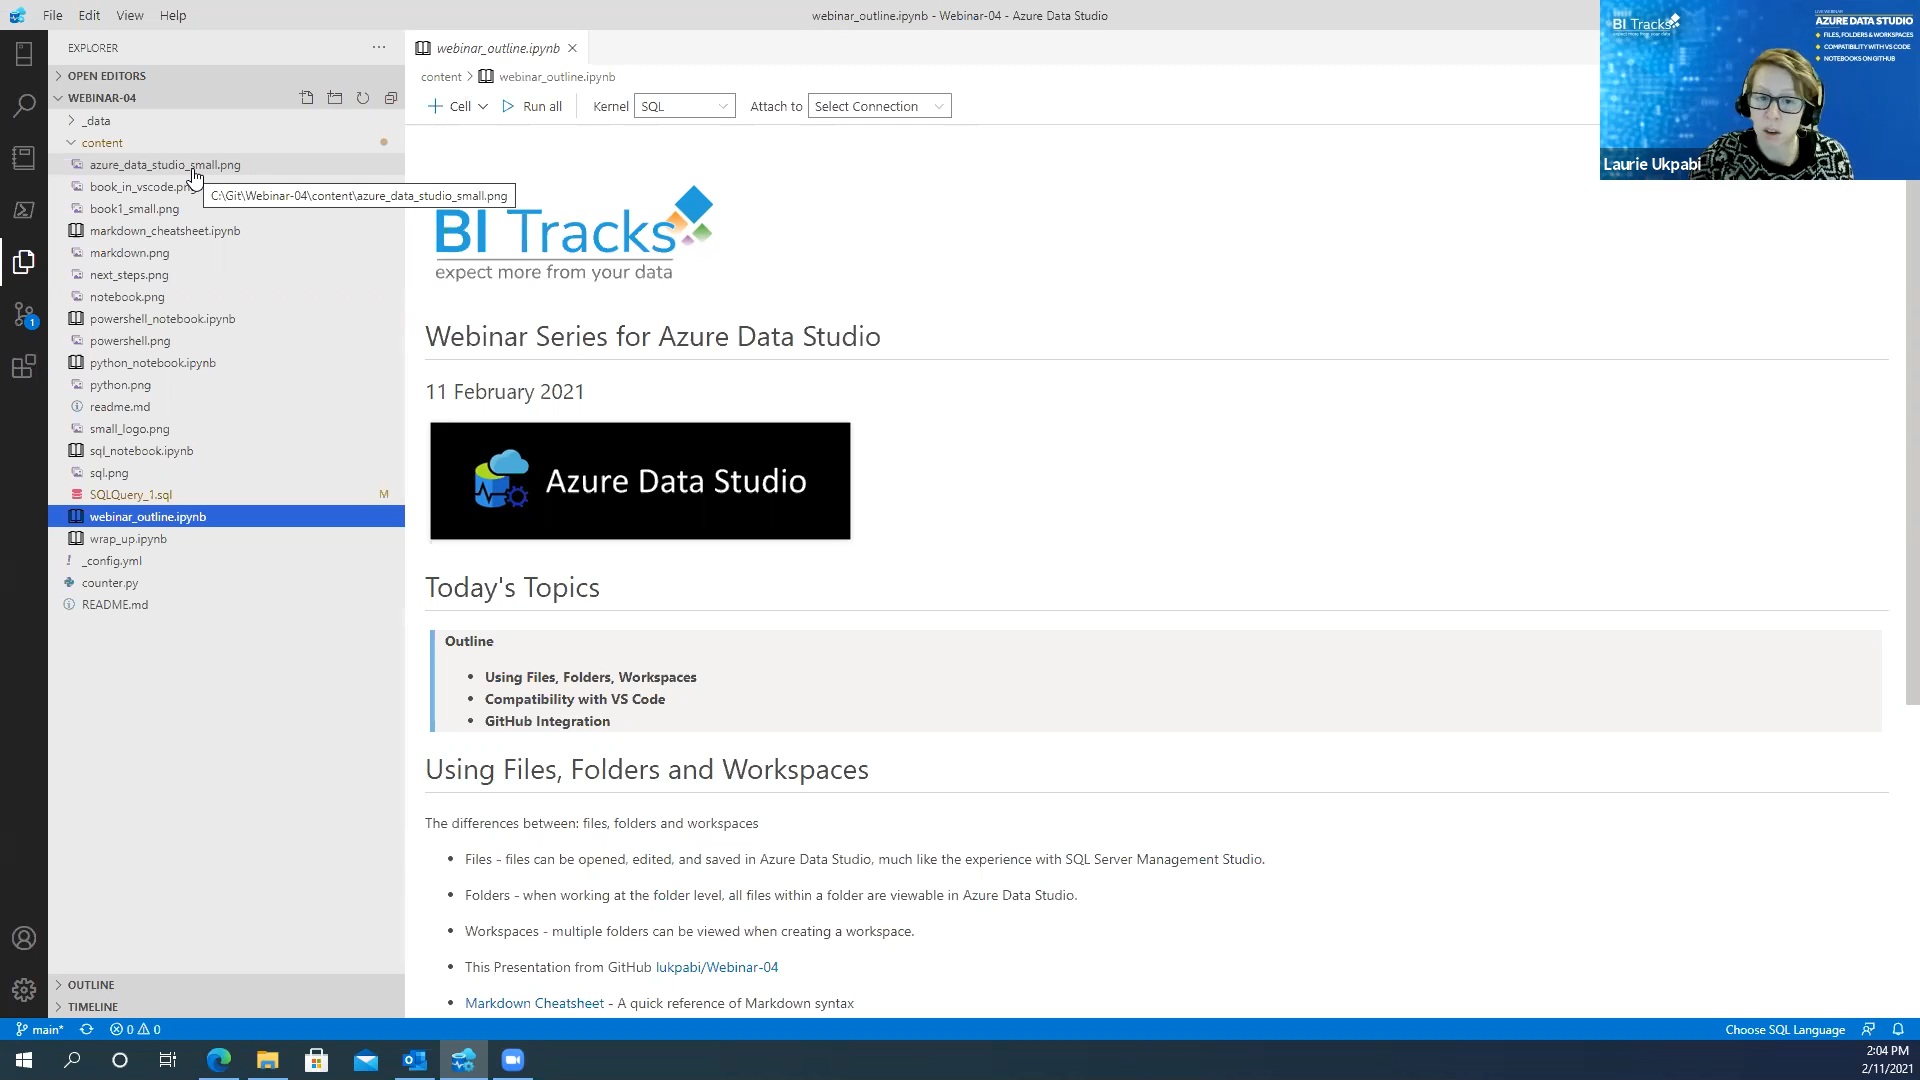 File Edit View Help
webinar_outline.ipynb - Webinar-04 - Azure Data Studio
EXPLORER
OPEN EDITORS
WEBINAR-04
_data
content
azure_data_studio_small.png
book_in_vscode.png
book1_small.png
markdown_cheatsheet.ipynb
markdown.png
next_steps.png
notebook.png
powershell_notebook.ipynb
powershell.png
python_notebook.ipynb
python.png
readme.md
small_logo.png
sql_notebook.ipynb
sql.png
SQLQuery_1.sql M
webinar_outline.ipynb
wrap_up.ipynb
_config.yml
counter.py
README.md
OUTLINE
TIMELINE
C:\Git\Webinar-04\content\azure_data_studio_small.png
1
webinar_outline.ipynb
content > webinar_outline.ipynb
Cell Run all Kernel SQL Attach to Select Connection
BI Tracks
expect more from your data
Webinar Series for Azure Data Studio
11 February 2021
Azure Data Studio
Today's Topics
Outline
• Using Files, Folders, Workspaces
• Compatibility with VS Code
• GitHub Integration
Using Files, Folders and Workspaces
The differences between: files, folders and workspaces
• Files - files can be opened, edited, and saved in Azure Data Studio, much like the experience with SQL Server Management Studio.
• Folders - when working at the folder level, all files within a folder are viewable in Azure Data Studio.
• Workspaces - multiple folders can be viewed when creating a workspace.
• This Presentation from GitHub lukpabi/Webinar-04
• Markdown Cheatsheet - A quick reference of Markdown syntax
BI Tracks
expect more from your data
LIVE WEBINAR
AZURE DATA STUDIO
FILES, FOLDERS & WORKSPACES
COMPATIBILITY WITH VS CODE
NOTEBOOKS ON GITHUB
Laurie Ukpabi
main* 0 0
Choose SQL Language
2:04 PM
2/11/2021